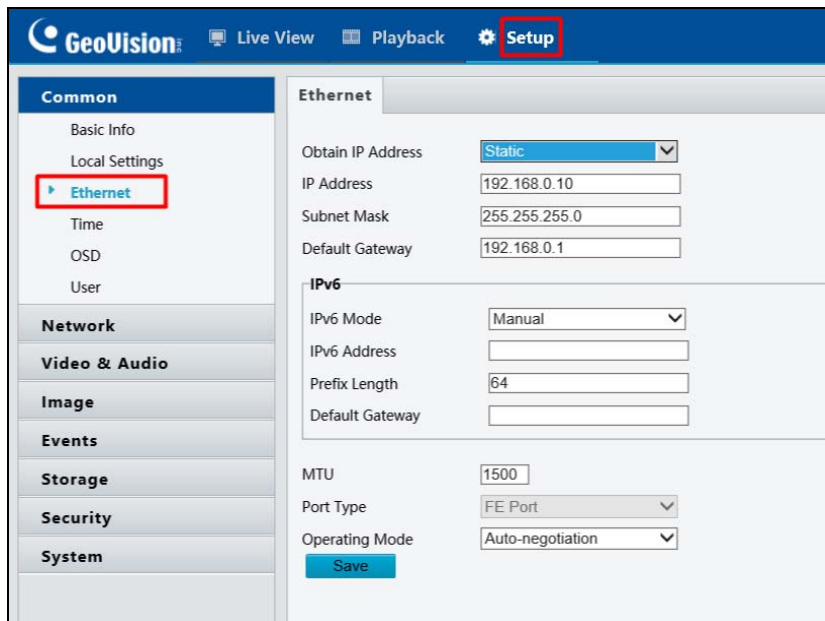 GeoVision Live View Playback Setup
Common
Basic Info
Local Settings
Ethernet
Time
OSD
User
Network
Video & Audio
Image
Events
Storage
Security
System
Ethernet
Obtain IP Address Static
IP Address 192.168.0.10
Subnet Mask 255.255.255.0
Default Gateway 192.168.0.1
IPv6
IPv6 Mode Manual
IPv6 Address
Prefix Length 64
Default Gateway
MTU 1500
Port Type FE Port
Operating Mode Auto-negotiation
Save